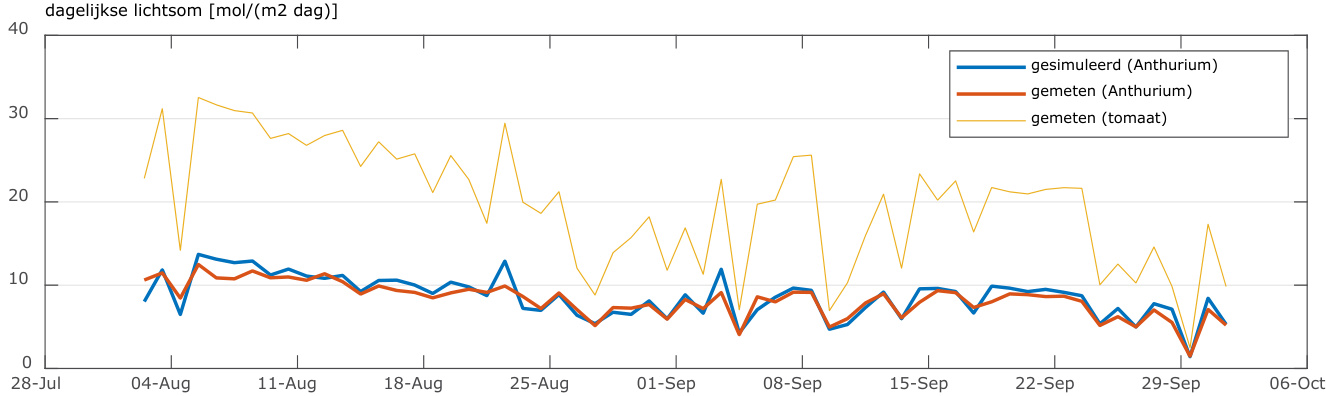 dagelijkse lichtsom [mol/(m2 dag)]
40
gesimuleerd (Anthurium)
gemeten (Anthurium)
gemeten (tomaat)
30
20
10
0
28-Jul 04-Aug 11-Aug 18-Aug 25-Aug 01-Sep 08-Sep 15-Sep 22-Sep 29-Sep 06-Oct